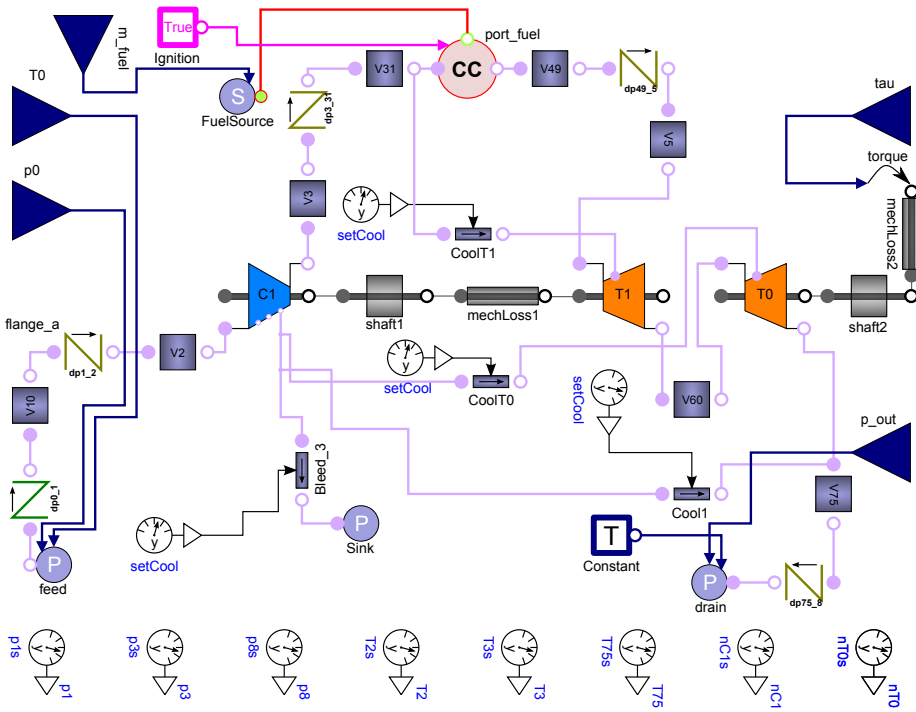 True
Ignition
m_fuel
port_fuel
T0
V31
CC
V49
S
FuelSource
dp3_31
dp49_5
tau
V5
torque
p0
V3
y
setCool
CoolT1
mechLoss2
C1
T1
T0
shaft1
mechLoss1
shaft2
flange_a
V2
dp1_2
y
setCool
CoolT0
setCool
y
V10
V60
p_out
dp0_1
Bleed_3
Cool1
V75
y
setCool
P
Sink
T
Constant
P
feed
P
drain
dp75_8
p1s
y
p1
p3s
y
p3
p8s
y
p8
T2s
y
T2
T3s
y
T3
T75s
y
T75
nC1s
y
nC1
nT0s
y
nT0